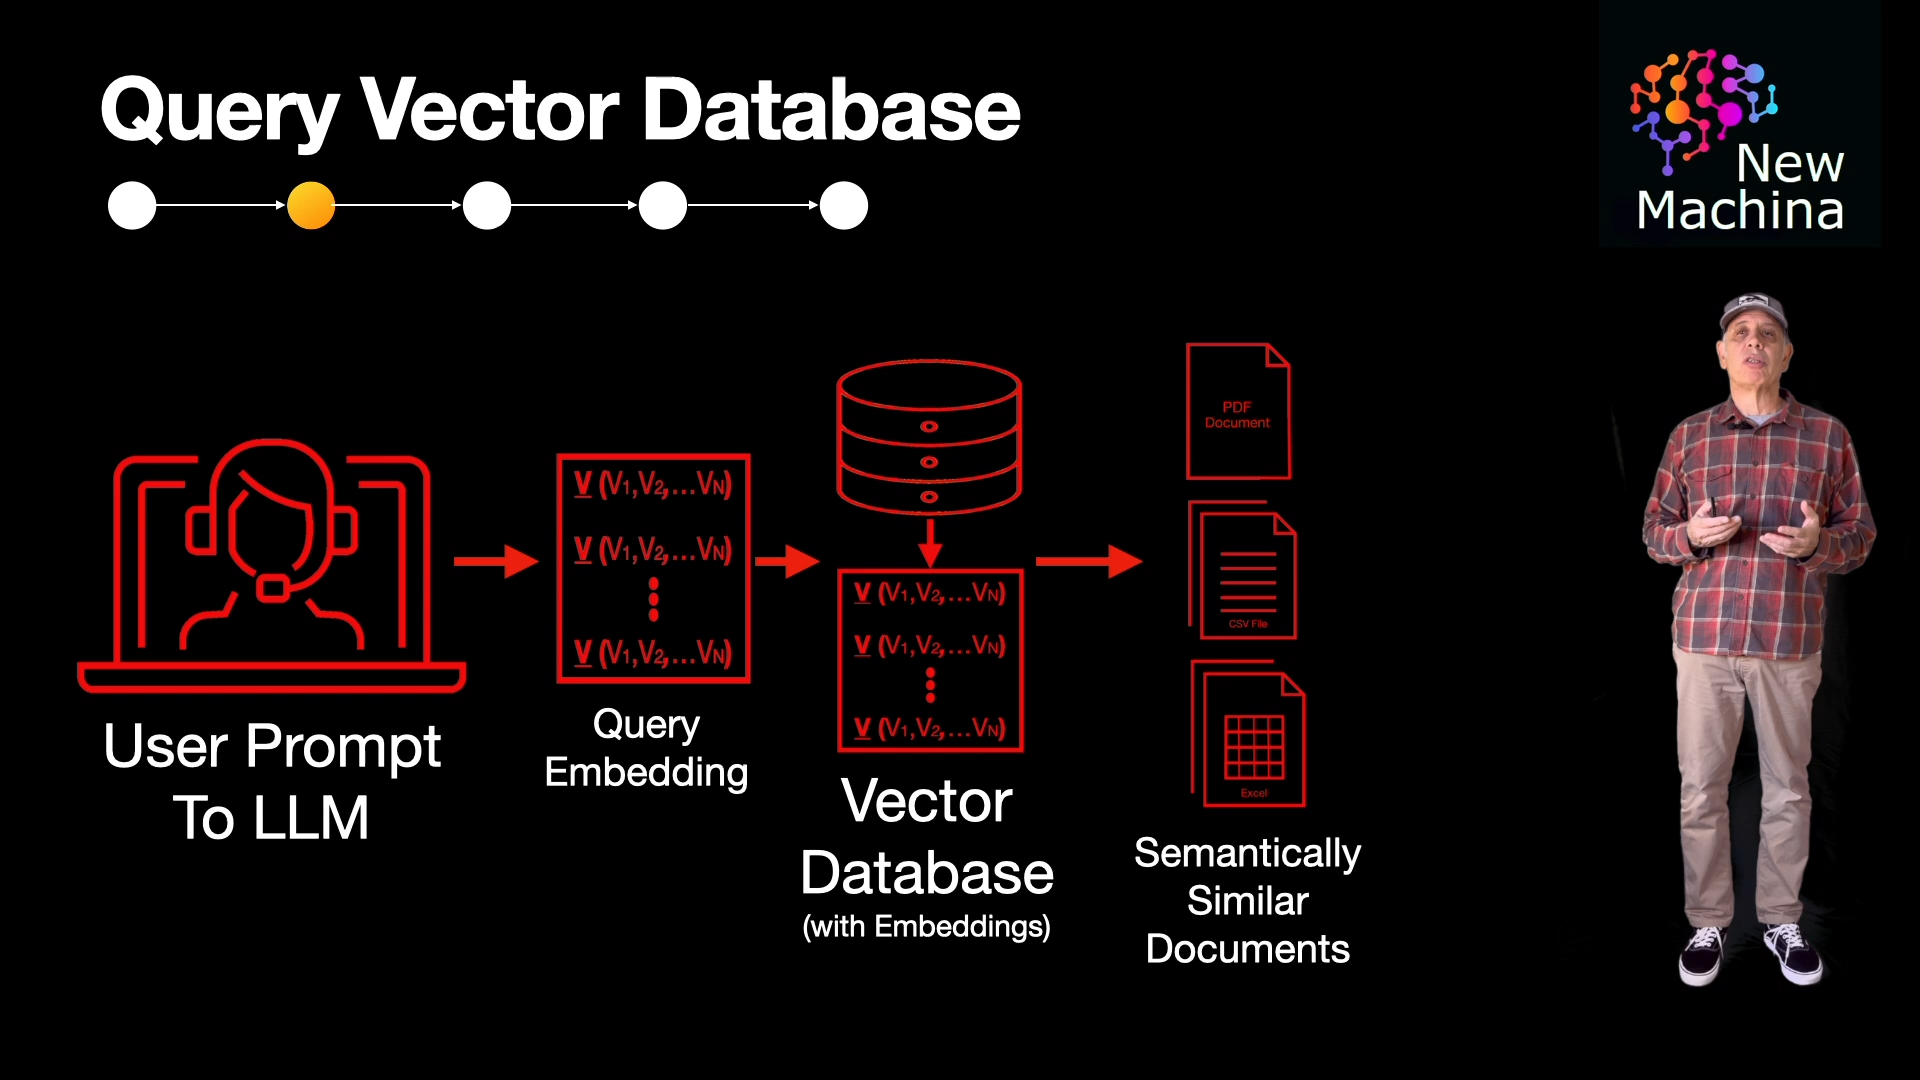 Query Vector Database
New
Machina
User Prompt
To LLM
V (V1,V2,...VN)
V (V1,V2,...VN)
V (V1,V2,...VN)
Query
Embedding
V (V1,V2,...VN)
V (V1,V2,...VN)
V (V1,V2,...VN)
Vector
Database
(with Embeddings)
PDF
Document
CSV File
Excel
Semantically
Similar
Documents